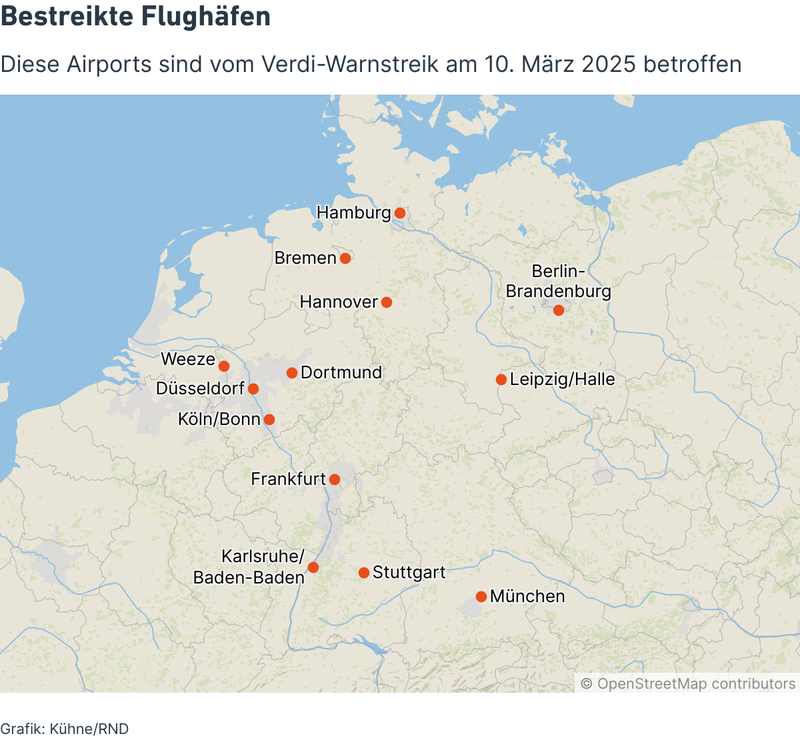 Bestreikte Flughäfen
Diese Airports sind vom Verdi-Warnstreik am 10. März 2025 betroffen
Hamburg
Bremen
Berlin-
Brandenburg
Hannover
Weeze
Dortmund
Düsseldorf
Leipzig/Halle
Köln/Bonn
Frankfurt
Karlsruhe/
Baden-Baden
Stuttgart
München
© OpenStreetMap contributors
Grafik: Kühne/RND